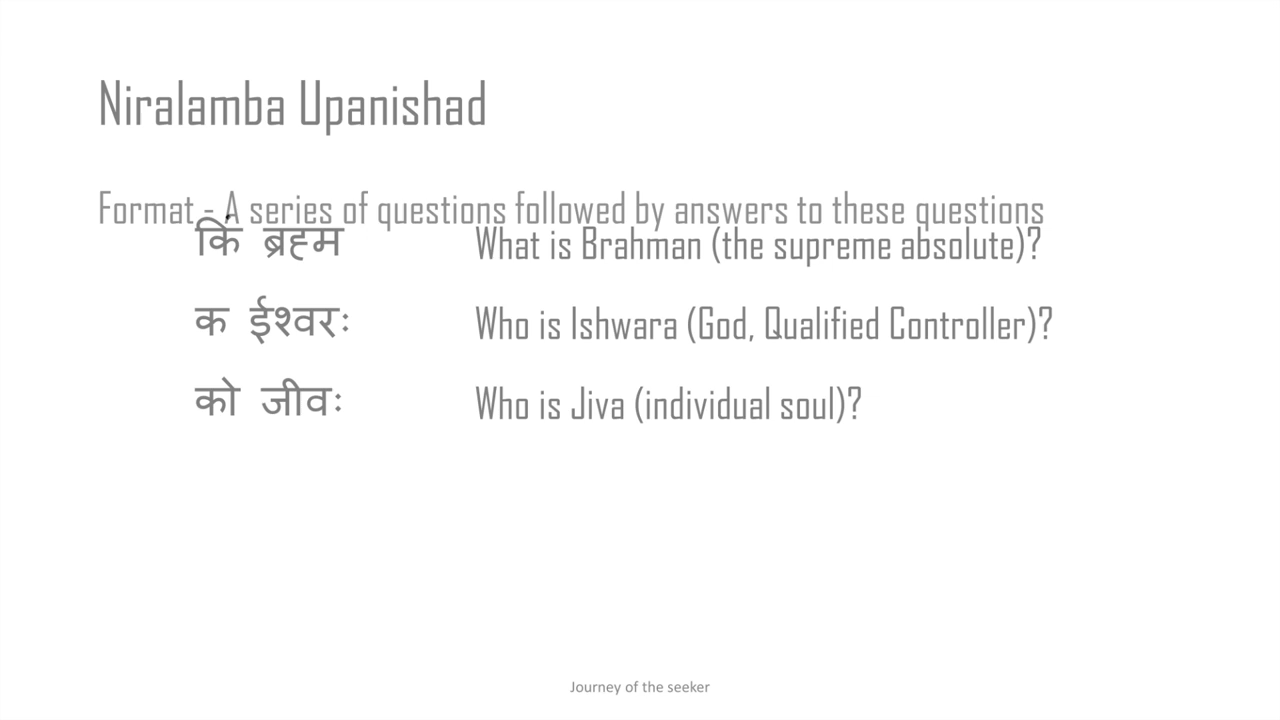 Niralamba Upanishad
Format - A series of questions followed by answers to these questions
किं ब्रह्म What is Brahman (the supreme absolute)?
क ईश्वरः Who is Ishwara (God, Qualified Controller)?
को जीवः Who is Jiva (individual soul)?
Journey of the seeker